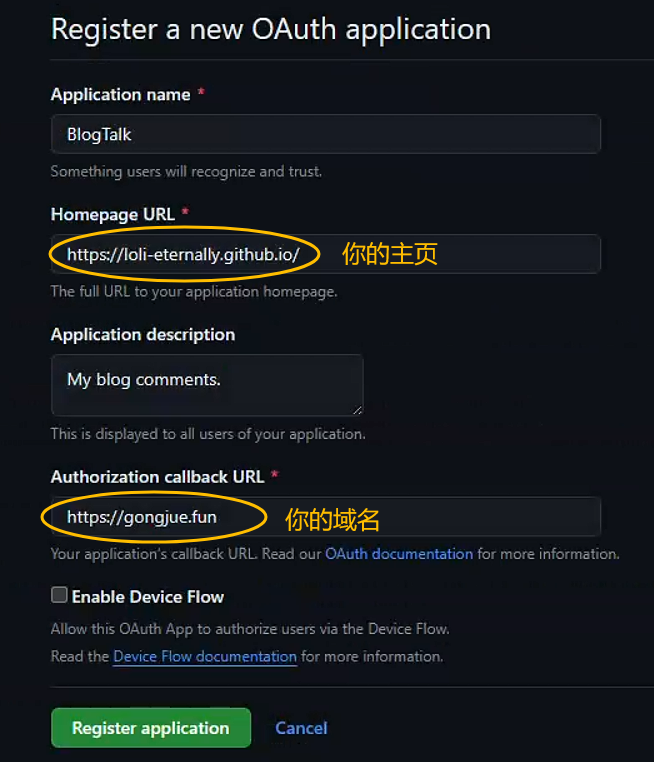 Register a new OAuth application
Application name *
BlogTalk
Something users will recognize and trust.
Homepage URL *
https://loli-eternally.github.io/ 你的主页
The full URL to your application homepage.
Application description
My blog comments.
This is displayed to all users of your application.
Authorization callback URL *
https://gongjue.fun 你的域名
Your application's callback URL. Read our OAuth documentation for more information.
Enable Device Flow
Allow this OAuth App to authorize users via the Device Flow.
Read the Device Flow documentation for more information.
Register application Cancel